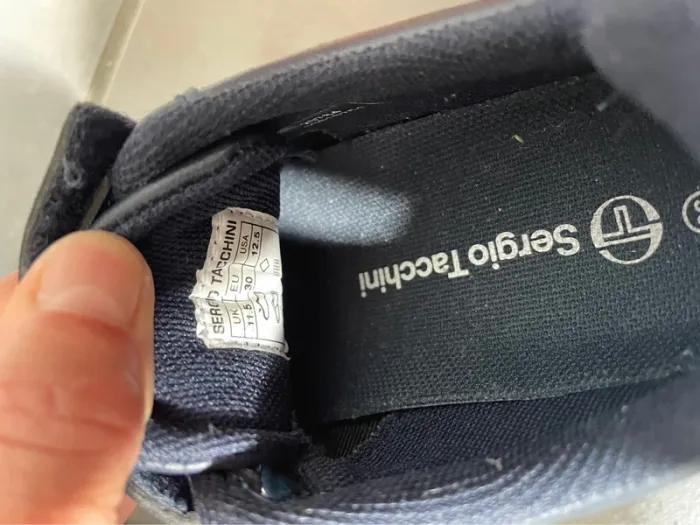 SERGIO TACCHINI
UK EU USA
11.5 30 12.5
Sergio Tacchini